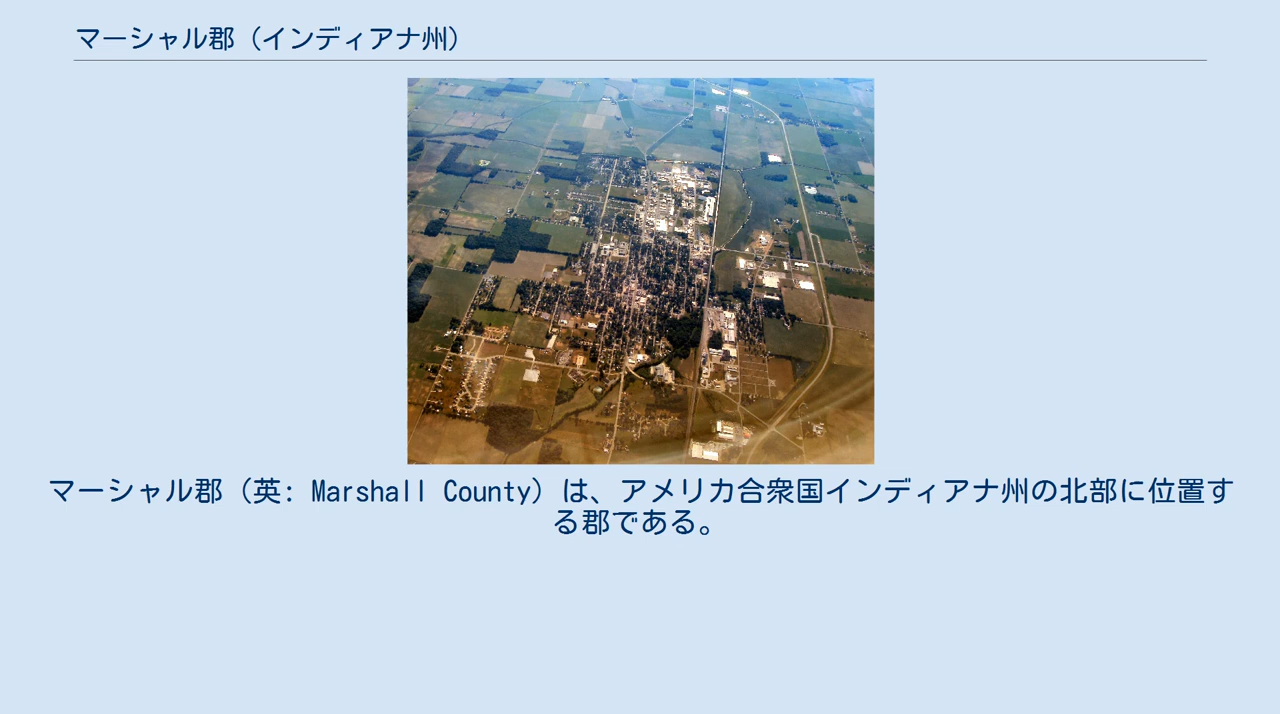 マーシャル郡（インディアナ州）
マーシャル郡（英: Marshall County）は、アメリカ合衆国インディアナ州の北部に位置す
る郡である。